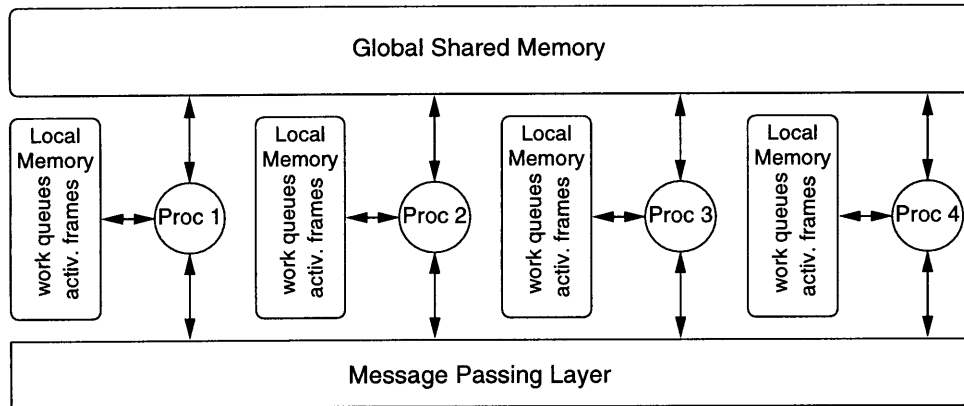 Global Shared Memory
Local
Memory
work queues
activ. frames
Proc 1
Local
Memory
work queues
activ. frames
Proc 2
Local
Memory
work queues
activ. frames
Proc 3
Local
Memory
work queues
activ. frames
Proc 4
Message Passing Layer